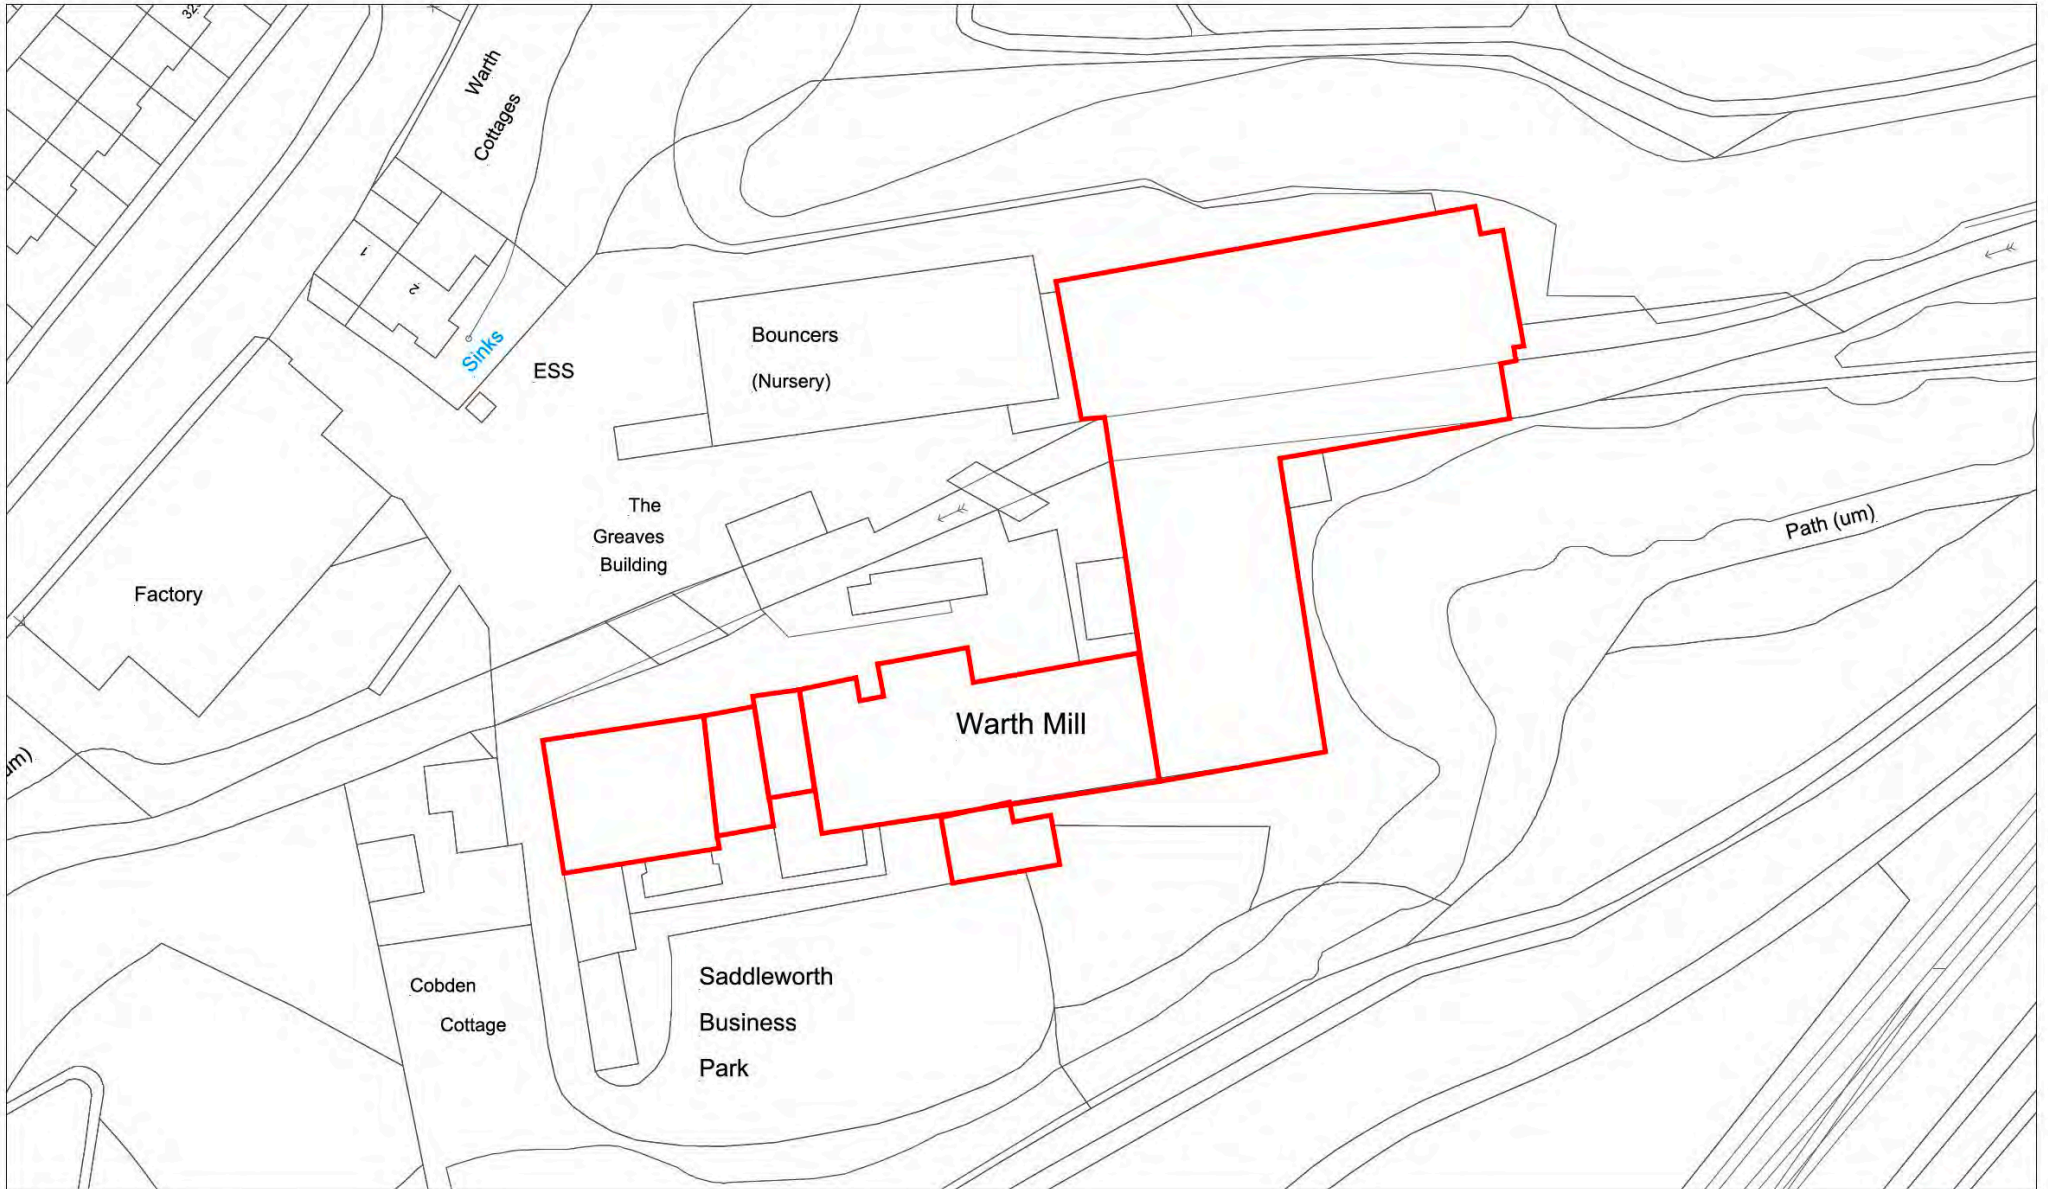 Warth
Cottages
1
2
Sinks
ESS
Bouncers
(Nursery)
The
Greaves
Building
Factory
Path (um)
Warth Mill
Cobden
Cottage
Saddleworth
Business
Park